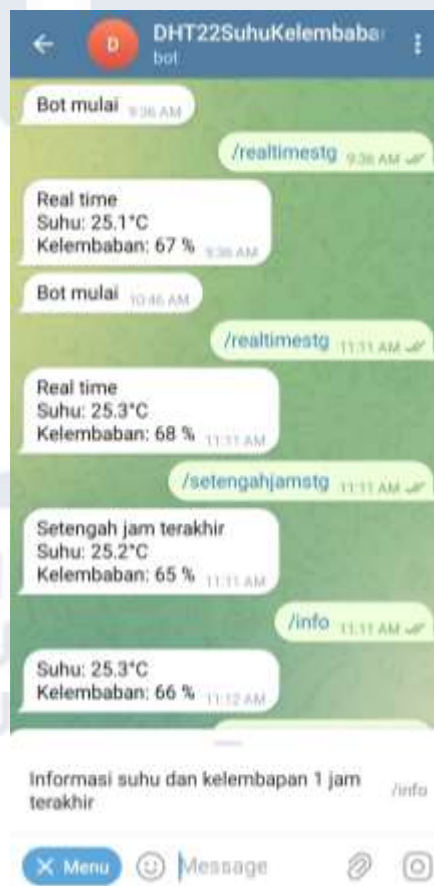 D
DHT22SuhuKelembaba
bot
Bot mulai 9:36 AM
/realtimestg 9:36 AM
Real time
Suhu: 25.1°C
Kelembaban: 67 % 9:36 AM
Bot mulai 10:46 AM
/realtimestg 11:11 AM
Real time
Suhu: 25.3°C
Kelembaban: 68 % 11:11 AM
/setengahjamstg 11:11 AM
Setengah jam terakhir
Suhu: 25.2°C
Kelembaban: 65 % 11:11 AM
/info 11:11 AM
Suhu: 25.3°C
Kelembaban: 66 % 11:12 AM
Informasi suhu dan kelembapan 1 jam
terakhir
/info
X Menu
Message